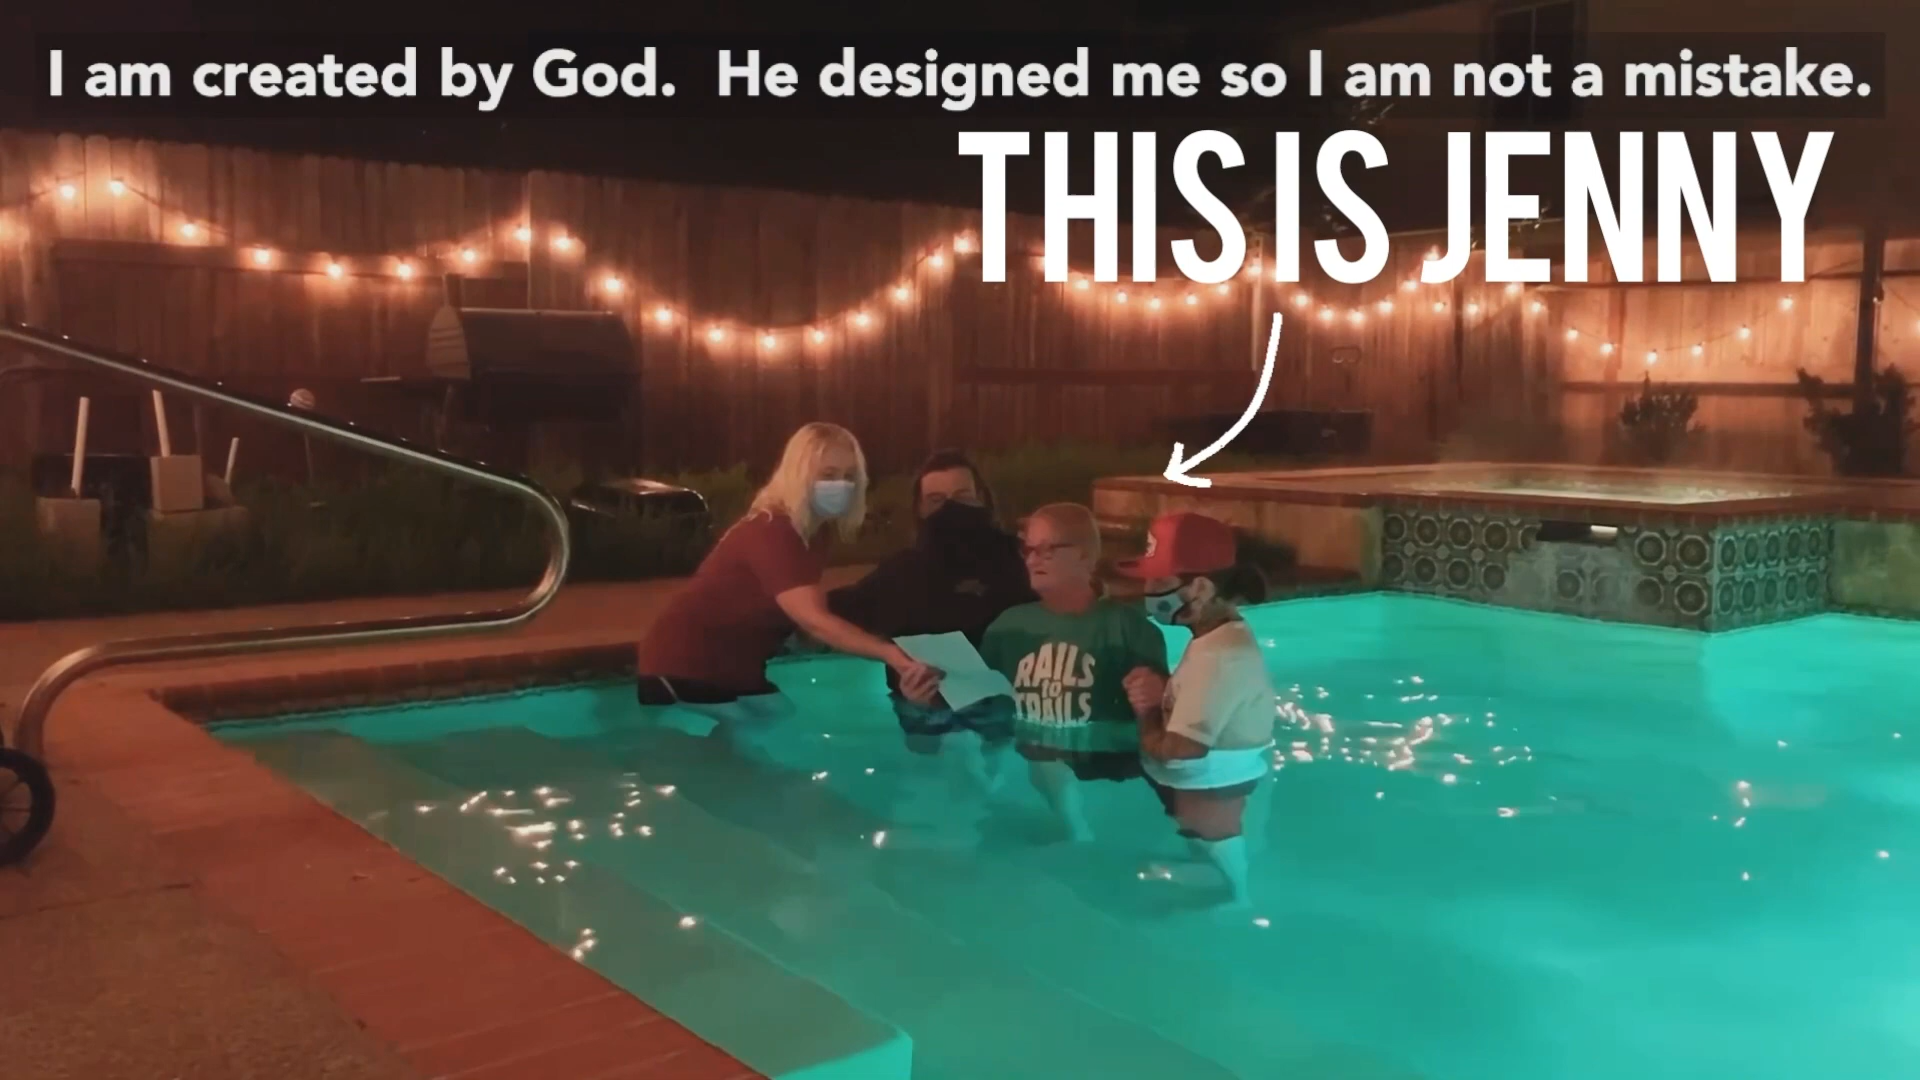 I am created by God. He designed me so I am not a mistake.
THIS IS JENNY
RAILS
to
TRAILS